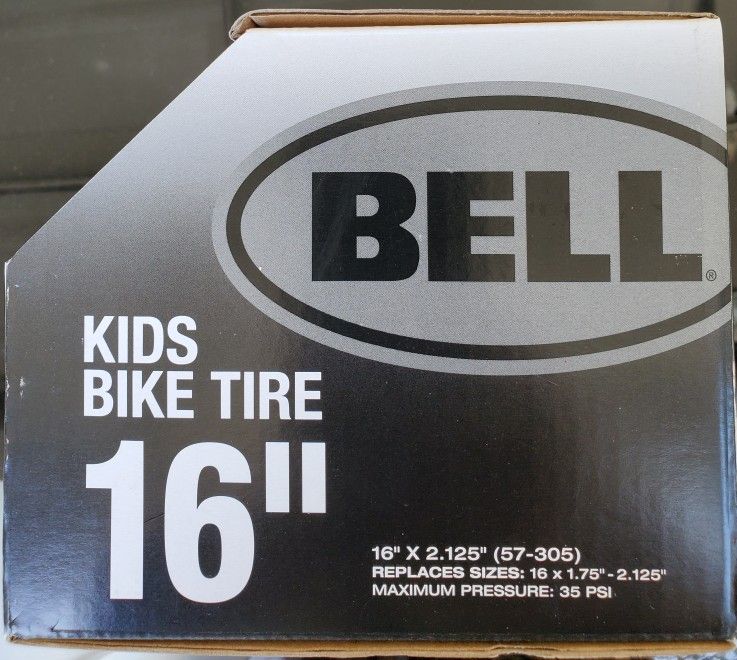 BELL®
KIDS
BIKE TIRE
16"
16" X 2.125" (57-305)
REPLACES SIZES: 16 x 1.75" - 2.125"
MAXIMUM PRESSURE: 35 PSI